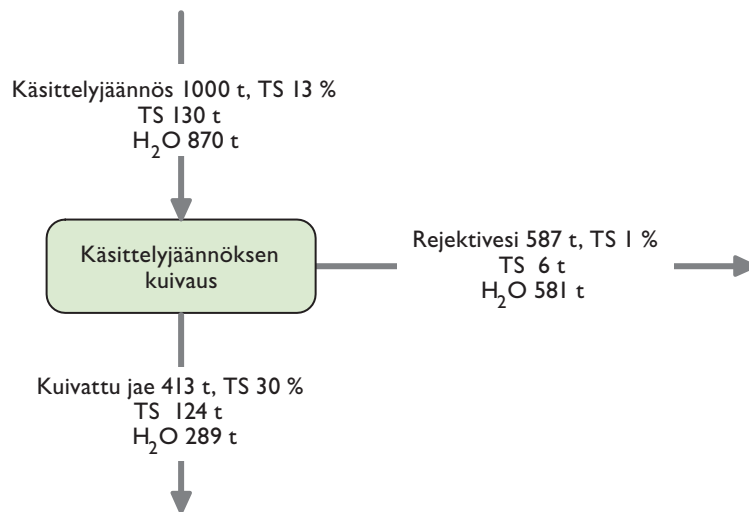 Käsittelyjäännös 1000 t, TS 13 %
TS 130 t
H₂O 870 t
Käsittelyjäännöksen
kuivaus
Rejektivesi 587 t, TS 1 %
TS 6 t
H₂O 581 t
Kuivattu jae 413 t, TS 30 %
TS 124 t
H₂O 289 t